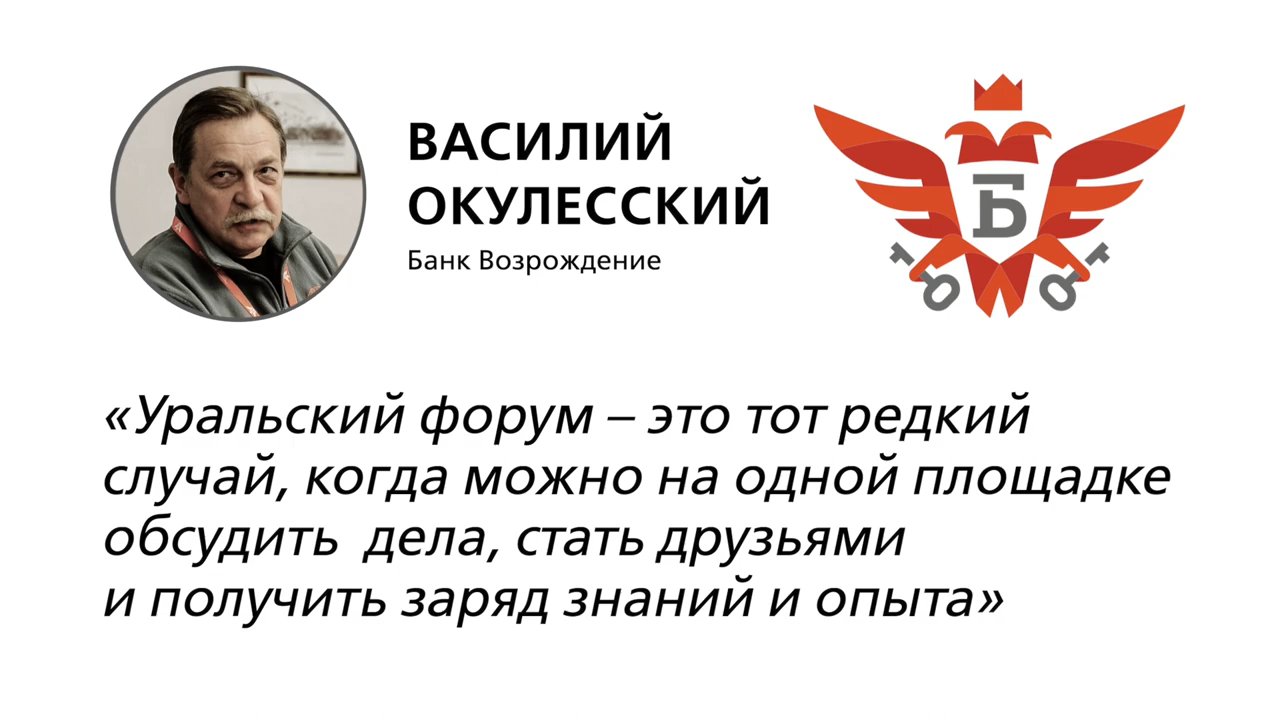 ВАСИЛИЙ
ОКУЛЕССКИЙ
Банк Возрождение
Б
«Уральский форум – это тот редкий
случай, когда можно на одной площадке
обсудить  дела, стать друзьями
и получить заряд знаний и опыта»